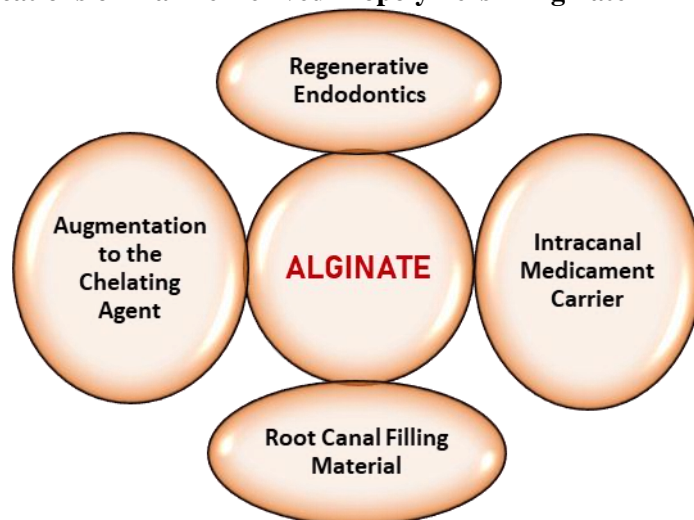 Regenerative
Endodontics
Augmentation
to the
Chelating
Agent
ALGINATE
Intracanal
Medicament
Carrier
Root Canal Filling
Material